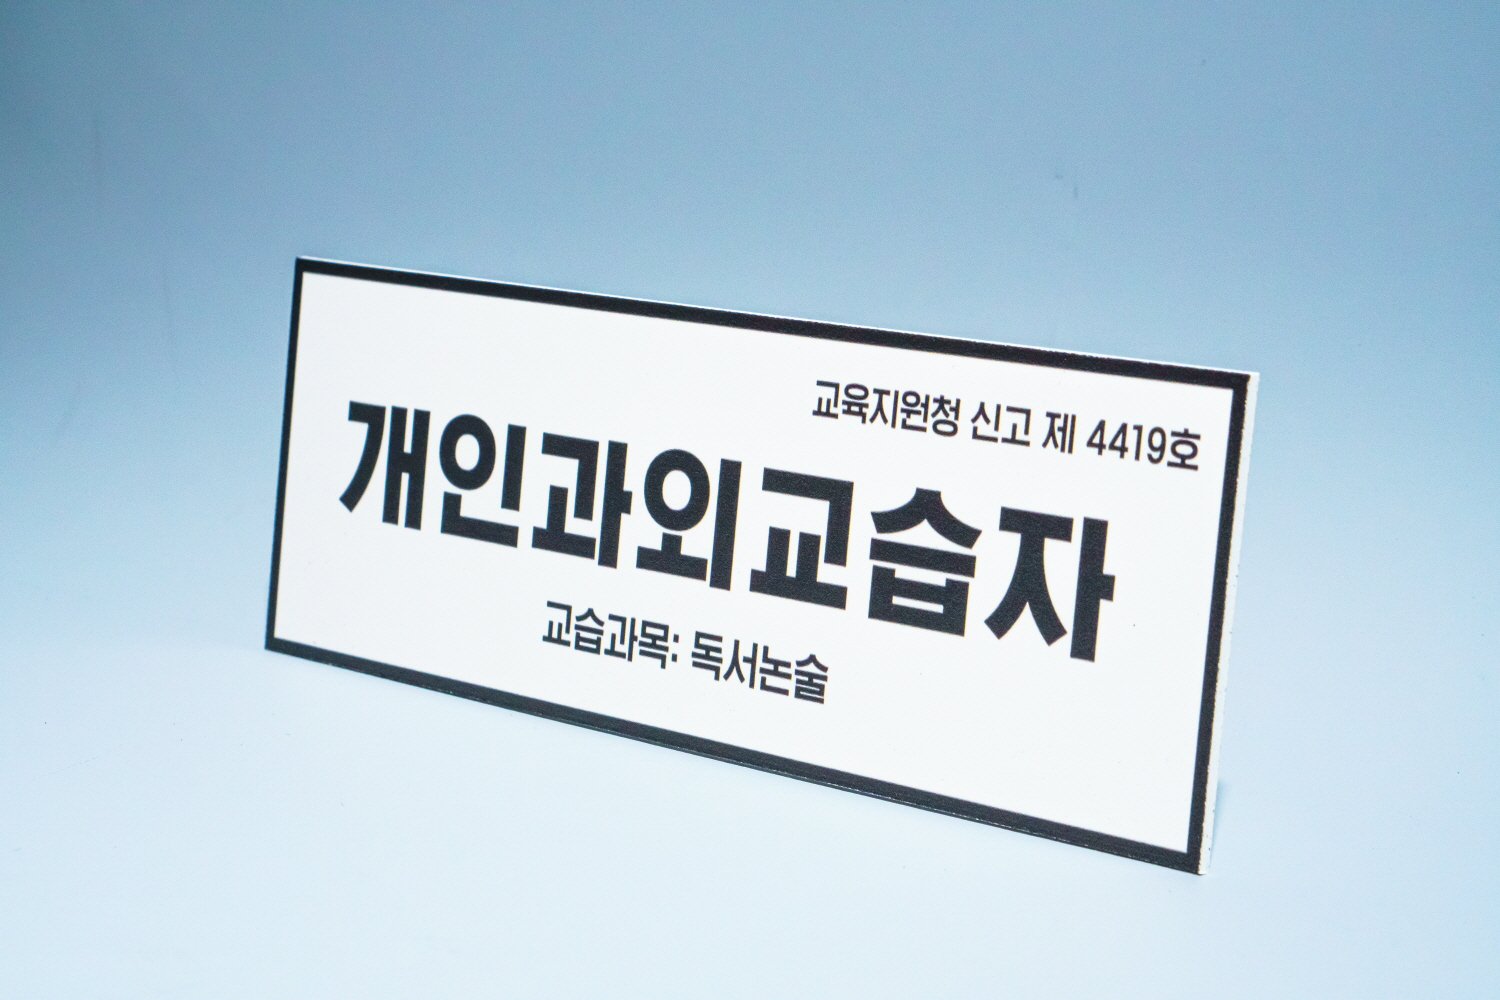 교육지원청 신고 제 4419호
개인과외교습자
교습과목: 독서논술